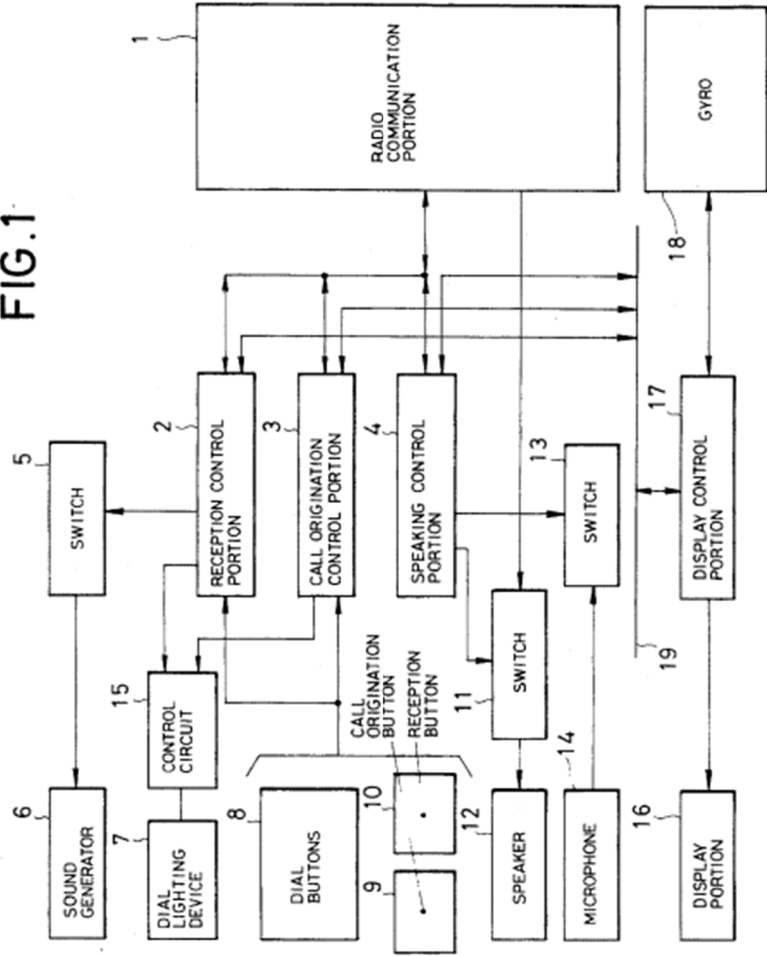 FIG.1
5
SWITCH
6
SOUND
GENERATOR
15
CONTROL
CIRCUIT
7
DIAL
LIGHTING
DEVICE
2
RECEPTION CONTROL
PORTION
1
RADIO
COMMUNICATION
PORTION
3
CALL ORIGINATION
CONTROL PORTION
8
DIAL
BUTTONS
4
SPEAKING CONTROL
PORTION
CALL
ORIGINATION
BUTTON
RECEPTION
BUTTON
9
10
11
SWITCH
12
SPEAKER
13
SWITCH
14
MICROPHONE
19
18
GYRO
17
DISPLAY CONTROL
PORTION
16
DISPLAY
PORTION